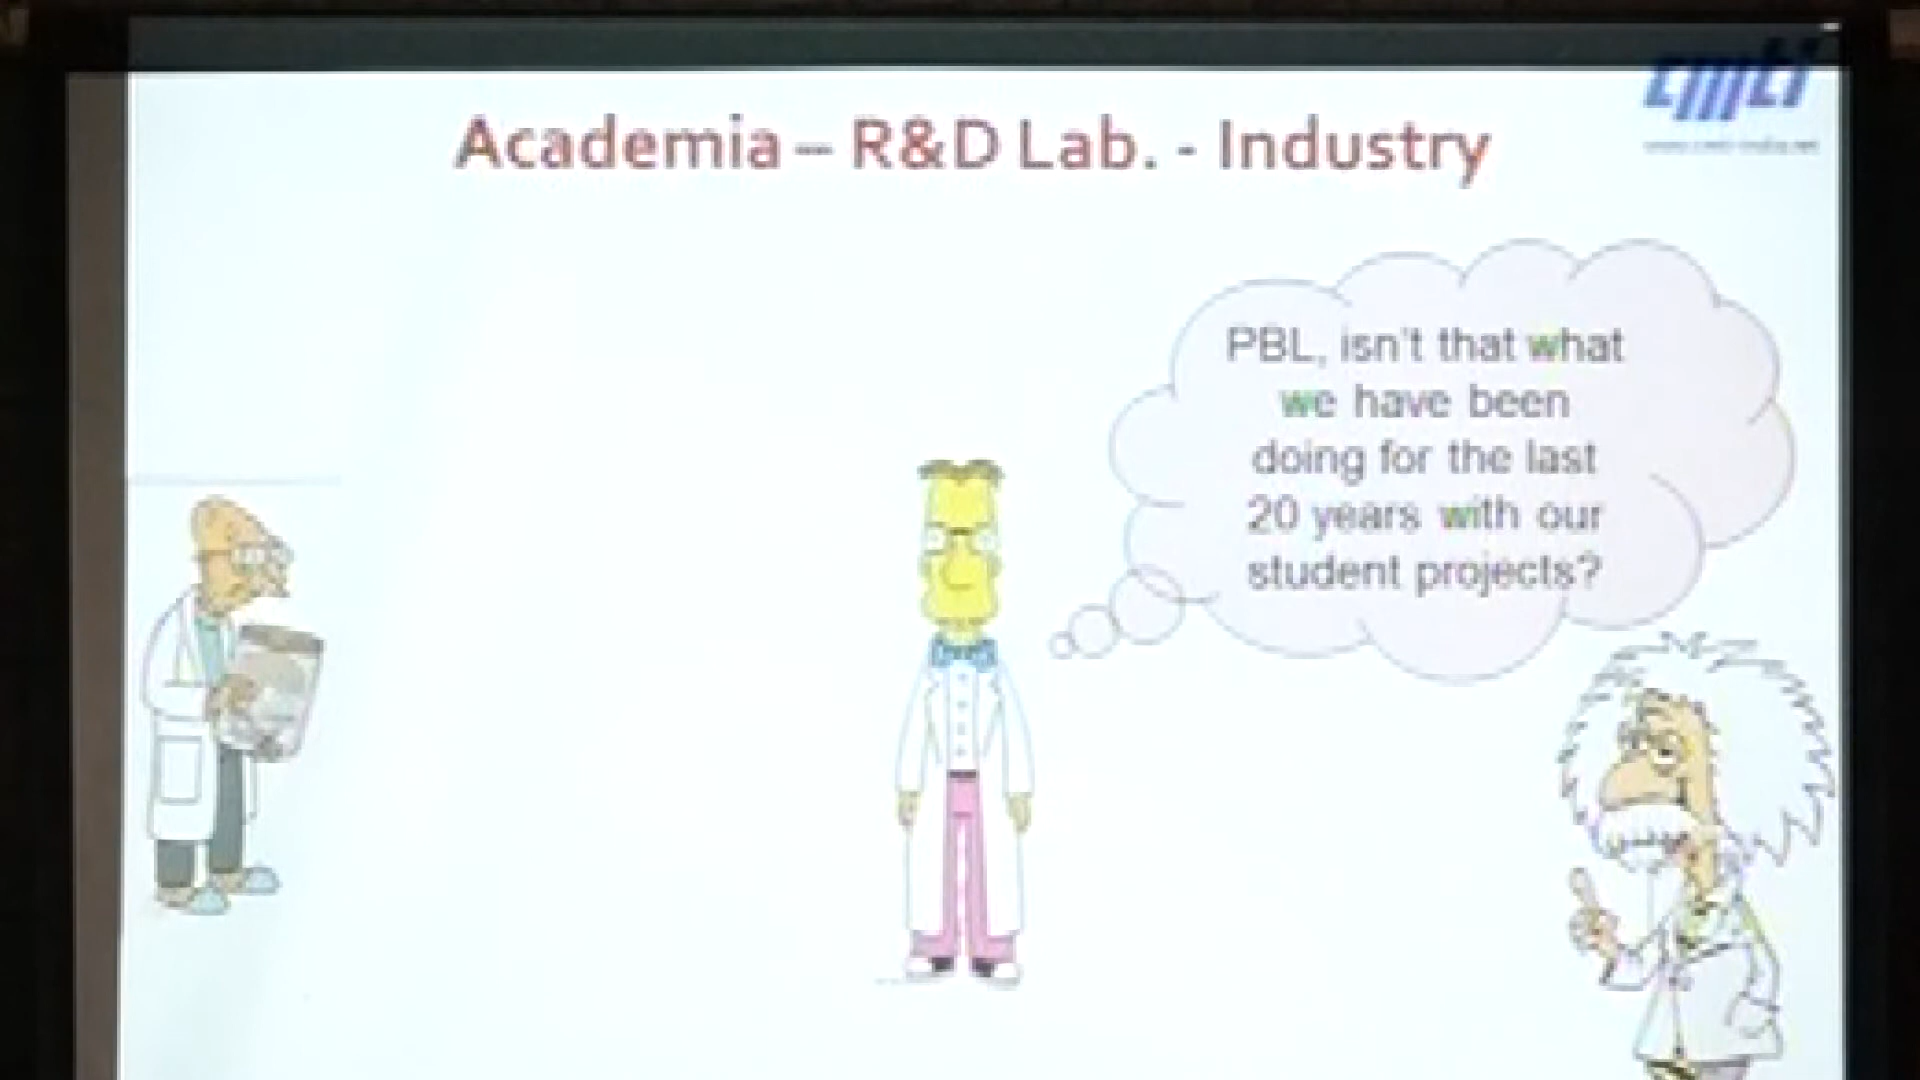 cmti
Academia – R&D Lab. - Industry
PBL, isn't that what
we have been
doing for the last
20 years with our
student projects?